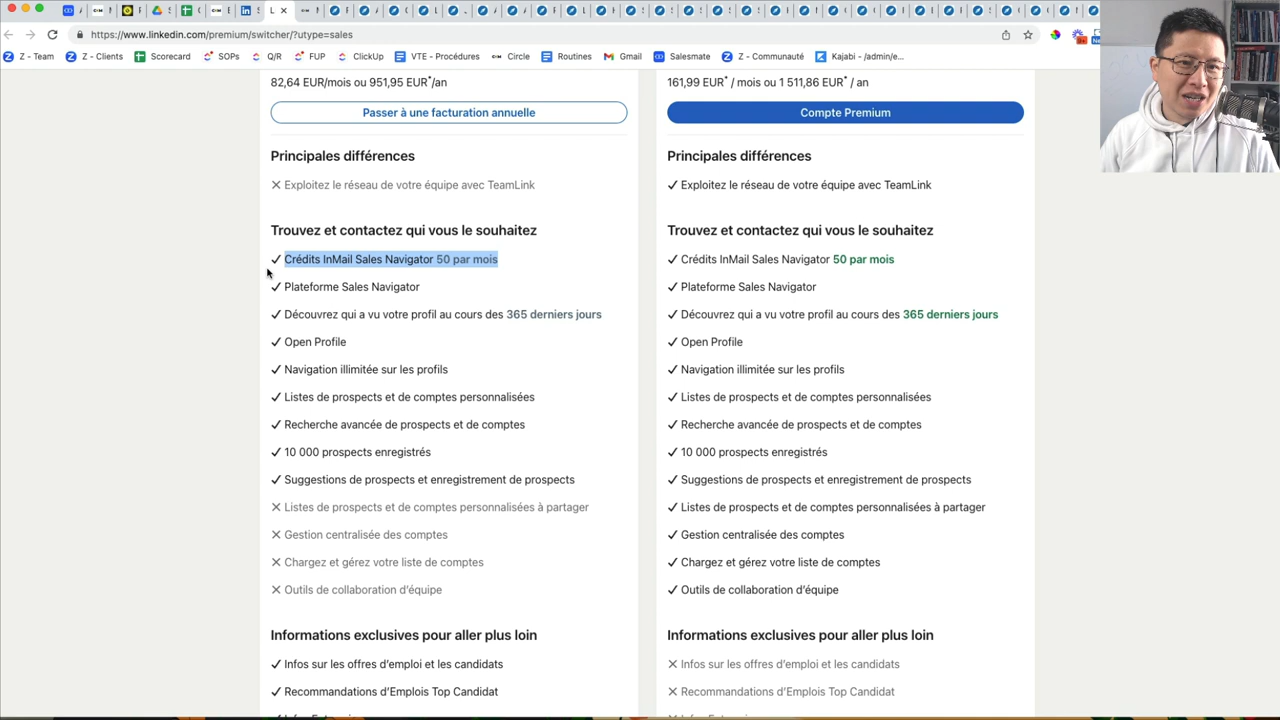 https://www.linkedin.com/premium/switcher/?utype=sales
Z - Team
Z - Clients
Scorecard
SOPs
Q/R
FUP
ClickUp
VTE - Procédures
Circle
Routines
Gmail
Salesmate
Z - Communauté
Kajabi - /admin/e...
82,64 EUR/mois ou 951,95 EUR*/an
Passer à une facturation annuelle
Principales différences
Exploitez le réseau de votre équipe avec TeamLink
Trouvez et contactez qui vous le souhaitez
Crédits InMail Sales Navigator 50 par mois
Plateforme Sales Navigator
Découvrez qui a vu votre profil au cours des 365 derniers jours
Open Profile
Navigation illimitée sur les profils
Listes de prospects et de comptes personnalisées
Recherche avancée de prospects et de comptes
10 000 prospects enregistrés
Suggestions de prospects et enregistrement de prospects
Listes de prospects et de comptes personnalisées à partager
Gestion centralisée des comptes
Chargez et gérez votre liste de comptes
Outils de collaboration d'équipe
Informations exclusives pour aller plus loin
Infos sur les offres d'emploi et les candidats
Recommandations d'Emplois Top Candidat
161,99 EUR* / mois ou 1 511,86 EUR* / an
Compte Premium
Principales différences
Exploitez le réseau de votre équipe avec TeamLink
Trouvez et contactez qui vous le souhaitez
Crédits InMail Sales Navigator 50 par mois
Plateforme Sales Navigator
Découvrez qui a vu votre profil au cours des 365 derniers jours
Open Profile
Navigation illimitée sur les profils
Listes de prospects et de comptes personnalisées
Recherche avancée de prospects et de comptes
10 000 prospects enregistrés
Suggestions de prospects et enregistrement de prospects
Listes de prospects et de comptes personnalisées à partager
Gestion centralisée des comptes
Chargez et gérez votre liste de comptes
Outils de collaboration d'équipe
Informations exclusives pour aller plus loin
Infos sur les offres d'emploi et les candidats
Recommandations d'Emplois Top Candidat